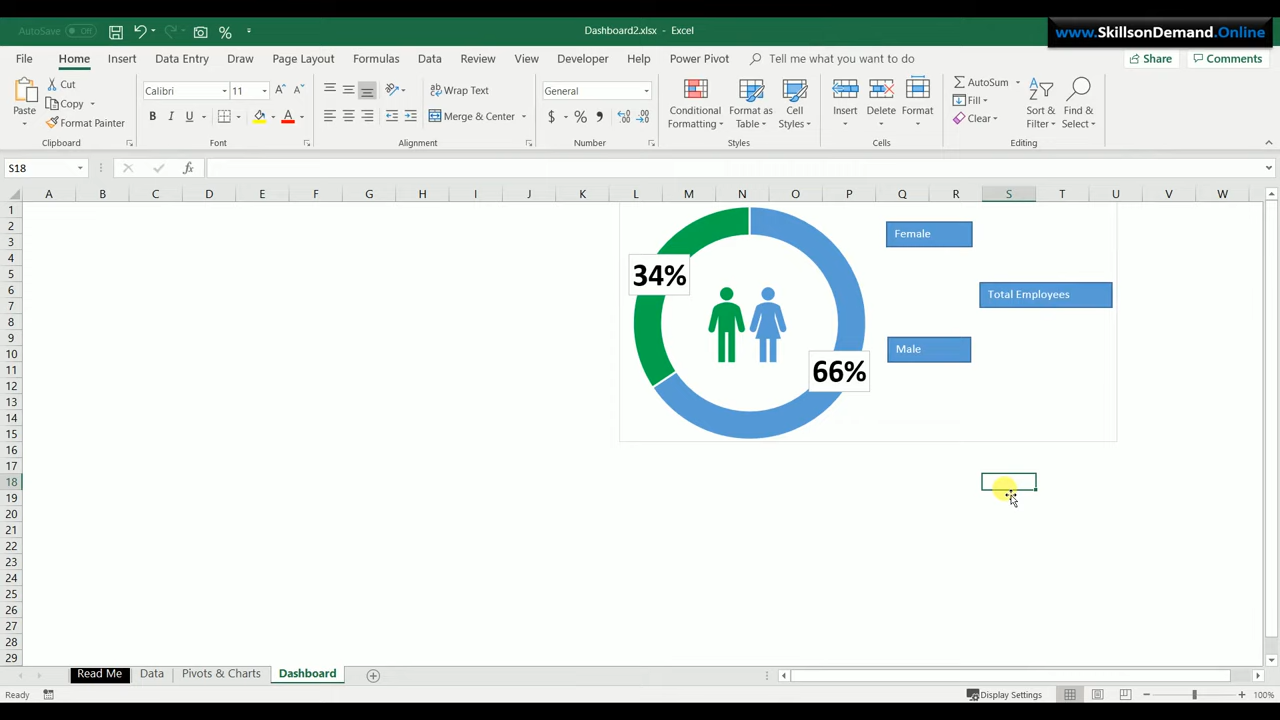 AutoSave Off
Dashboard2.xlsx - Excel
www.SkillsonDemand.Online
File Home Insert Data Entry Draw Page Layout Formulas Data Review View Developer Help Power Pivot Tell me what you want to do Share Comments
Paste
Cut
Copy
Format Painter
Clipboard
Calibri 11
B I U A
Font
Wrap Text
Merge & Center
Alignment
General
$ % ,
Number
Conditional Formatting
Format as Table
Cell Styles
Styles
Insert Delete Format
Cells
AutoSum
Fill
Clear
Sort & Filter
Find & Select
Editing
S18
fx
A B C D E F G H I J K L M N O P Q R S T U V W
1
2
3
4
5
6
7
8
9
10
11
12
13
14
15
16
17
18
19
20
21
22
23
24
25
26
27
28
29
34%
66%
Female
Total Employees
Male
Read Me Data Pivots & Charts Dashboard
Ready
Display Settings
100%